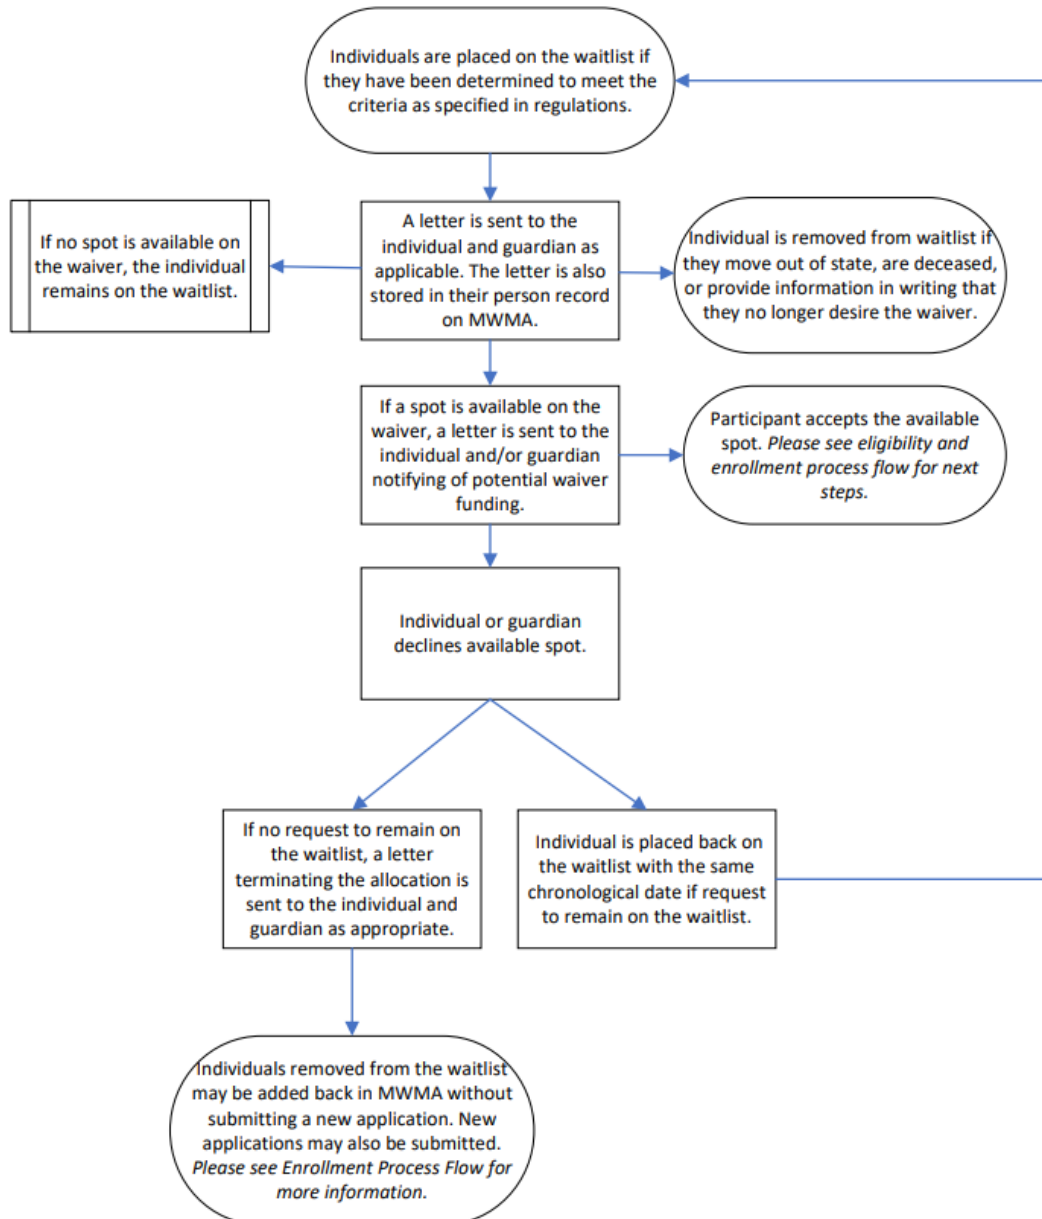 Individuals are placed on the waitlist if
they have been determined to meet the
criteria as specified in regulations.
If no spot is available on
the waiver, the individual
remains on the waitlist.
A letter is sent to the
individual and guardian as
applicable. The letter is also
stored in their person record
on MWMA.
Individual is removed from waitlist if
they move out of state, are deceased,
or provide information in writing that
they no longer desire the waiver.
If a spot is available on the
waiver, a letter is sent to the
individual and/or guardian
notifying of potential waiver
funding.
Participant accepts the available
spot. Please see eligibility and
enrollment process flow for next
steps.
Individual or guardian
declines available spot.
If no request to remain on
the waitlist, a letter
terminating the allocation is
sent to the individual and
guardian as appropriate.
Individual is placed back on
the waitlist with the same
chronological date if request
to remain on the waitlist.
Individuals removed from the waitlist
may be added back in MWMA without
submitting a new application. New
applications may also be submitted.
Please see Enrollment Process Flow for
more information.